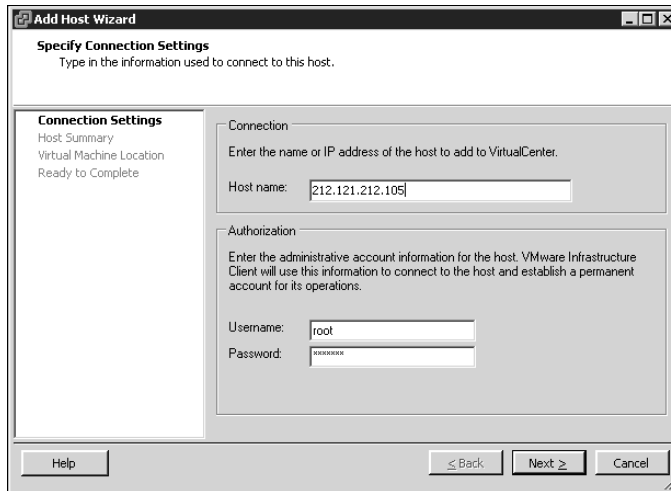 Add Host Wizard
Specify Connection Settings
Type in the information used to connect to this host.
Connection Settings
Host Summary
Virtual Machine Location
Ready to Complete
Connection
Enter the name or IP address of the host to add to VirtualCenter.
Host name: 212.121.212.105
Authorization
Enter the administrative account information for the host. VMware Infrastructure
Client will use this information to connect to the host and establish a permanent
account for its operations.
Username: root
Password: *******
Help
< Back
Next >
Cancel